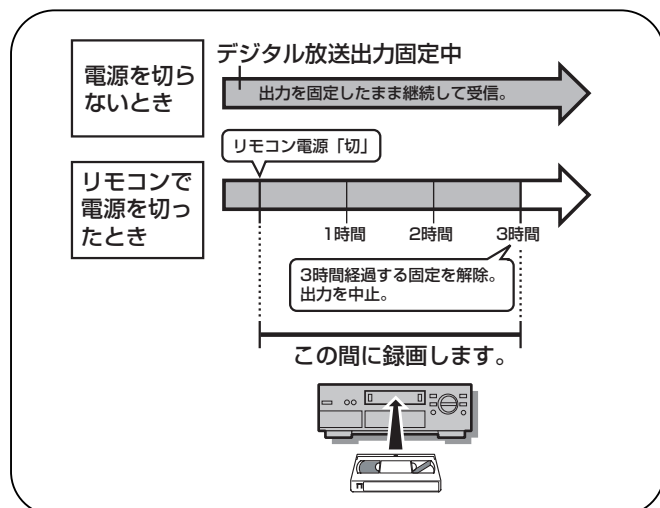 電源を切ら
ないとき
デジタル放送出力固定中
出力を固定したまま継続して受信。
リモコン電源「切」
リモコンで
電源を切っ
たとき
1時間
2時間
3時間
3時間経過する固定を解除。
出力を中止。
この間に録画します。